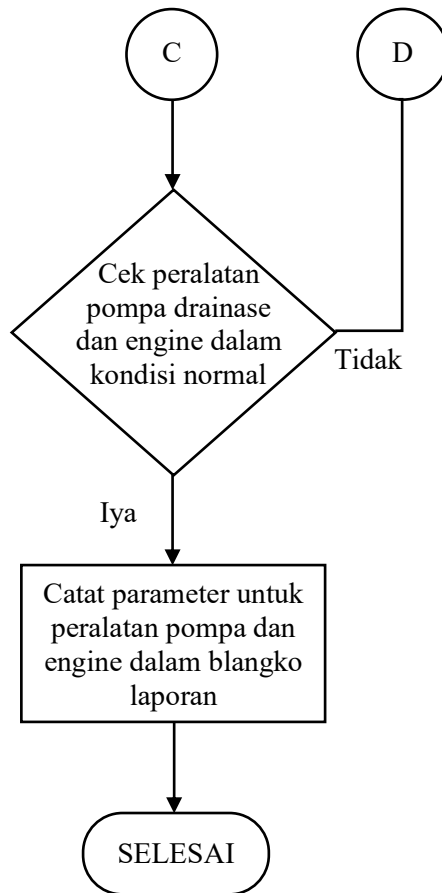 C
D
Cek peralatan
pompa drainase
dan engine dalam
kondisi normal
Tidak
Iya
Catat parameter untuk
peralatan pompa dan
engine dalam blangko
laporan
SELESAI